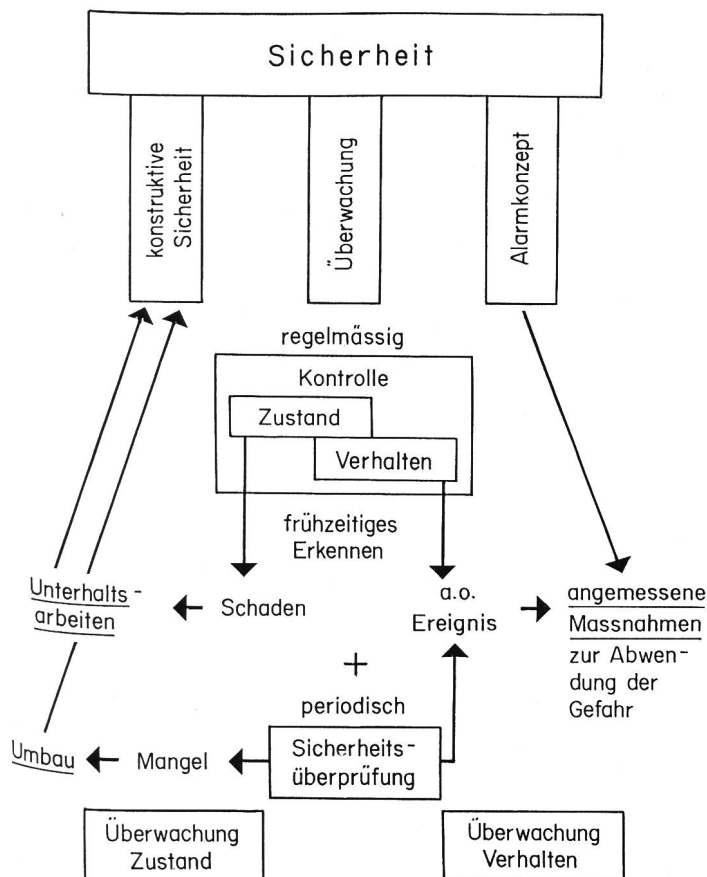 Sicherheit
konstruktive
Sicherheit
Überwachung
Alarmkonzept
regelmässig
Kontrolle
Zustand
Verhalten
frühzeitiges
Erkennen
Unterhalts-
arbeiten
Schaden
a.o.
Ereignis
angemessene
Massnahmen
zur Abwen-
dung der
Gefahr
+
periodisch
Sicherheits-
überprüfung
Umbau
Mangel
Überwachung
Zustand
Überwachung
Verhalten